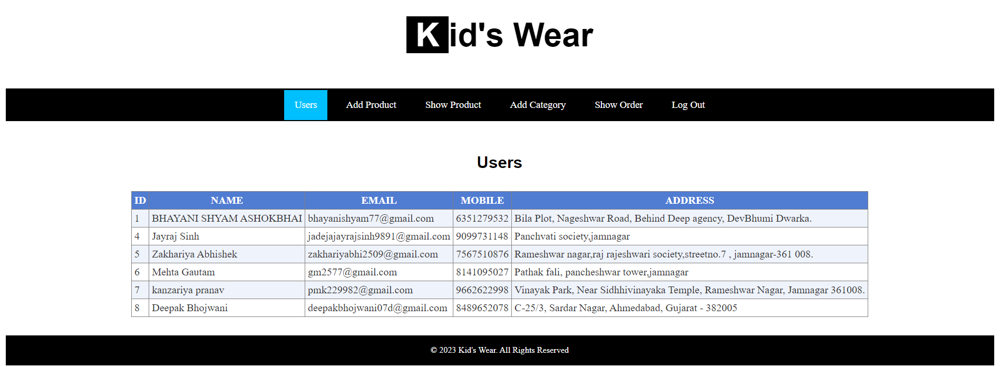 Kid's Wear
Users Add Product Show Product Add Category Show Order Log Out
Users
ID NAME EMAIL MOBILE ADDRESS
1 BHAYANI SHYAM ASHOKBHAI bhayanishyam77@gmail.com 6351279532 Bila Plot, Nageshwar Road, Behind Deep agency, DevBhumi Dwarka.
4 Jayraj Sinh jadejajayrajsinh9891@gmail.com 9099731148 Panchvati society,jamnagar
5 Zakhariya Abhishek zakhariyabhi2509@gmail.com 7567510876 Rameshwar nagar,raj rajeshwari society,streetno.7 , jamnagar-361 008.
6 Mehta Gautam gm2577@gmail.com 8141095027 Pathak fali, pancheshwar tower,jamnagar
7 kanzariya pranav pmk229982@gmail.com 9662622998 Vinayak Park, Near Sidhhivinayaka Temple, Rameshwar Nagar, Jamnagar 361008.
8 Deepak Bhojwani deepakbhojwani07d@gmail.com 8489652078 C-25/3, Sardar Nagar, Ahmedabad, Gujarat - 382005
© 2023 Kid's Wear. All Rights Reserved